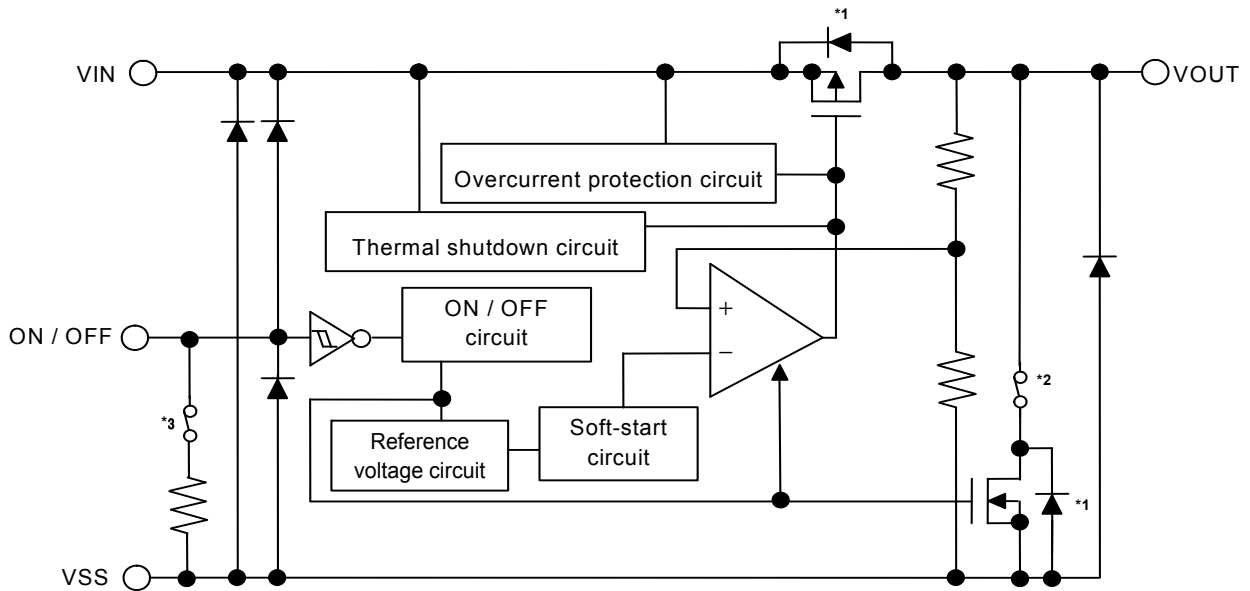 *1
VIN
VOUT
Overcurrent protection circuit
Thermal shutdown circuit
ON / OFF
ON / OFF
circuit
+
−
*2
*3
Reference
voltage circuit
Soft-start
circuit
*1
VSS